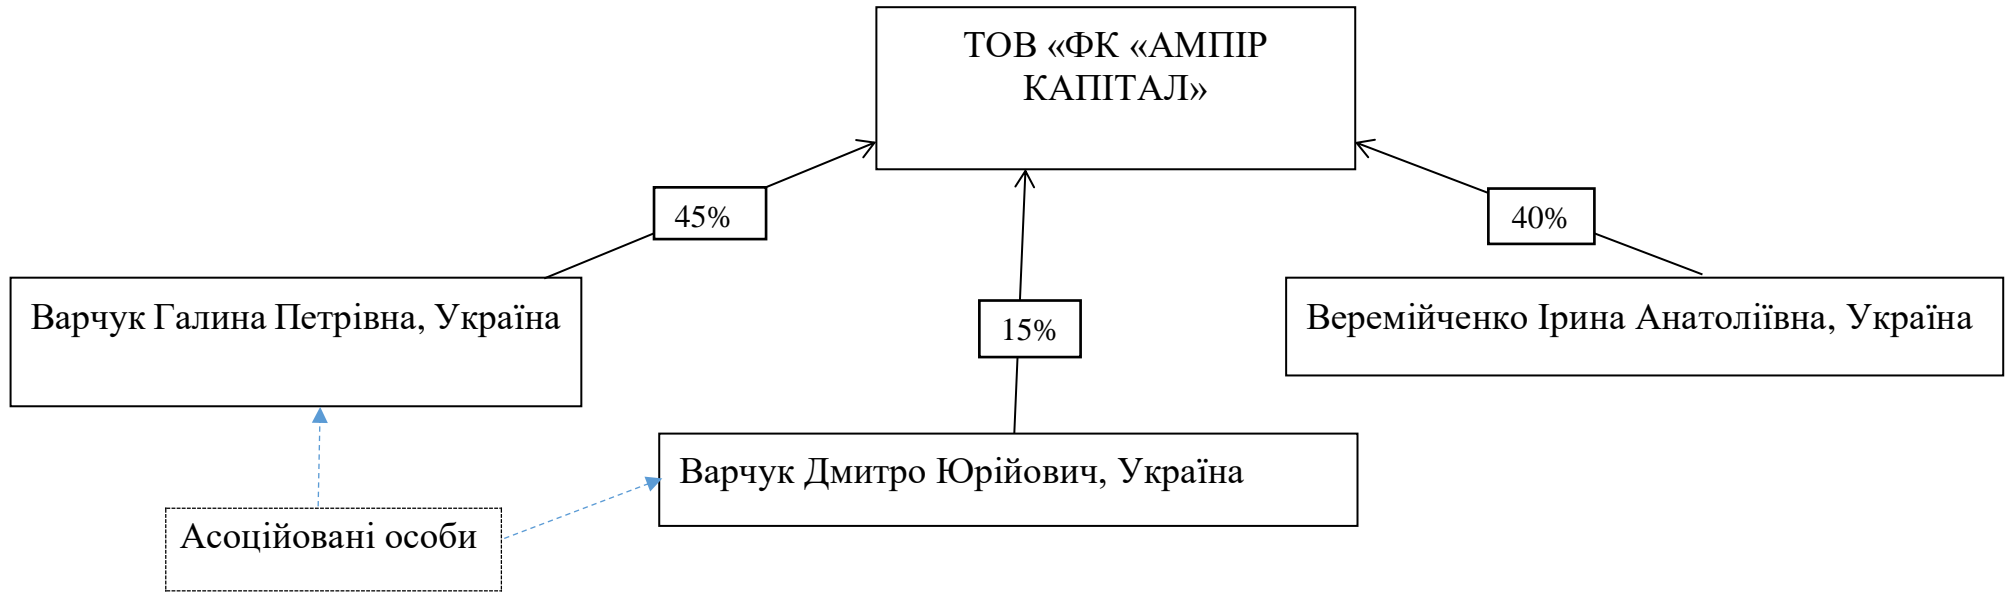 ТОВ «ФК «АМПІР
КАПІТАЛ»
45%
40%
Варчук Галина Петрівна, Україна
15%
Веремійченко Ірина Анатоліївна, Україна
Варчук Дмитро Юрійович, Україна
Асоційовані особи